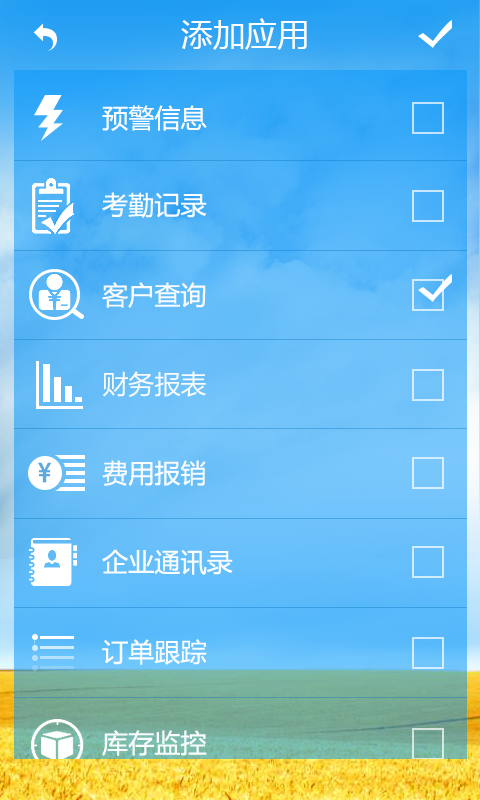 添加应用
预警信息
考勤记录
客户查询
财务报表
费用报销
企业通讯录
订单跟踪
库存监控